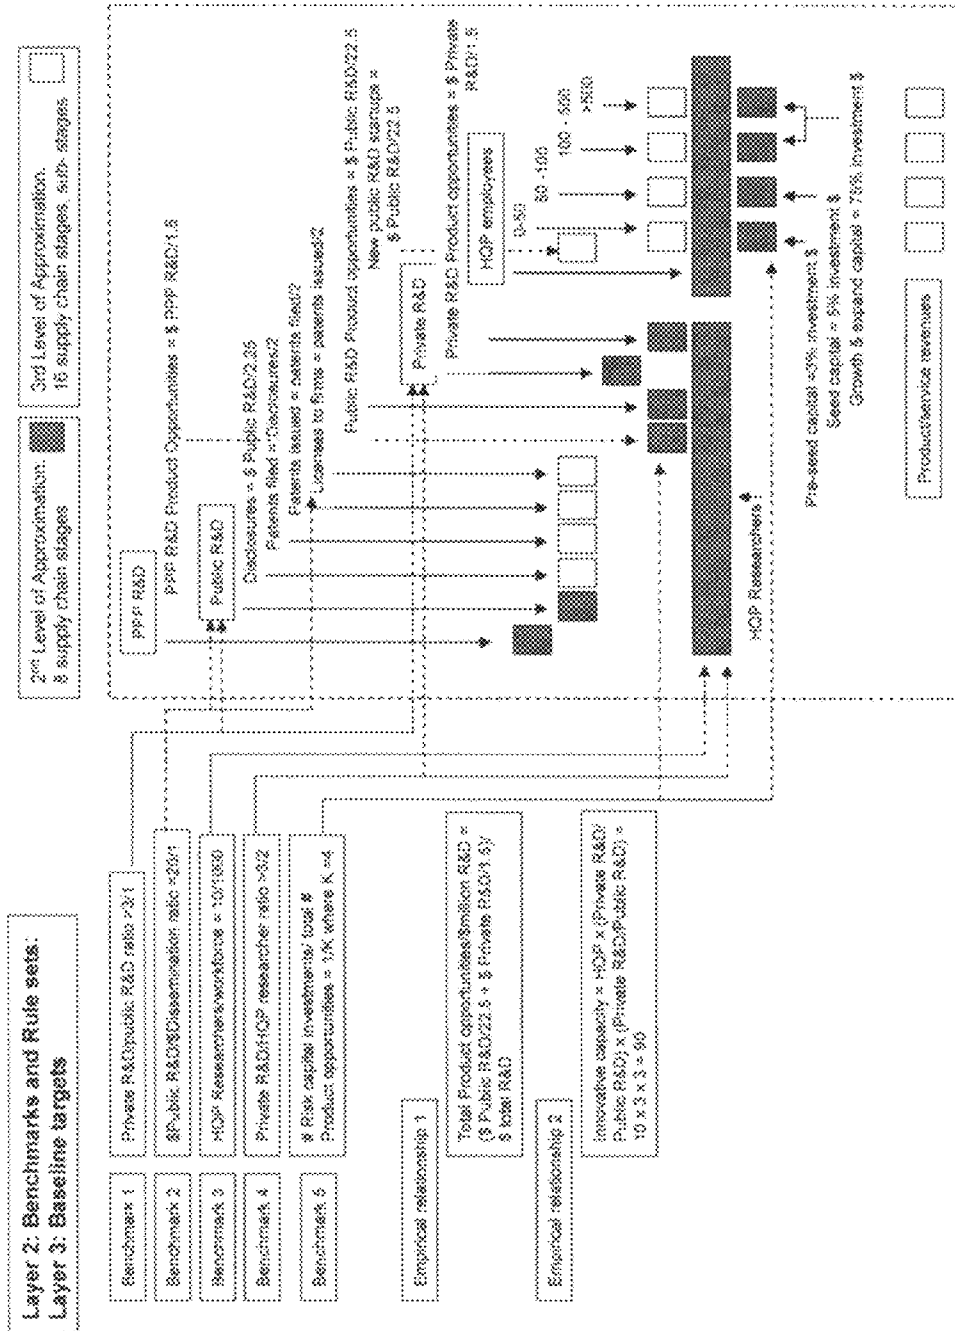 Layer 2: Benchmarks and Rule sets:
Layer 3: Baseline targets
2nd Level of Approximation
8 supply chain stages
3rd Level of Approximation.
16 supply chain stages, sub- stages
Benchmark 1
Private R&D/public R&D ratio >3/1
Benchmark 2
$Public R&D/$Dissemination ratio =20/1
Benchmark 3
HQP Researchers/workforce = 10/1000
Benchmark 4
Private R&D/HQP researcher ratio >3/2
Benchmark 5
# Risk capital investments/ total #
Product opportunities = 1/K where K =4
Empirical relationship 1
Total Product opportunities/$million R&D =
($ Public R&D/22.5 + $ Private R&D/1.5)/
$ total R&D
Empirical relationship 2
Innovative capacity = HQP x (Private R&D/
Public R&D) x (Private R&D/Public R&D) =
10 x 3 x 3 = 90
PPP R&D
PPP R&D Product Opportunities = $ PPP R&D/1.5
Public R&D
Disclosures = $ Public R&D/2.25
Patents filed = Disclosures/2
Patents issued = patents filed/2
Licenses to firms = patents issued/2
Public R&D Product opportunities = $ Public R&D/22.5
New public R&D startups =
$ Public R&D/22.5
Private R&D
Private R&D Product opportunities = $ Private
R&D/1.5
HQP employees
0-50
50 -100
100 - 500
>500
HQP Researchers
Pre-seed capital =3% investment $
Seed capital = 5% investment $
Growth & expand capital = 75% investment $
Product/service revenues